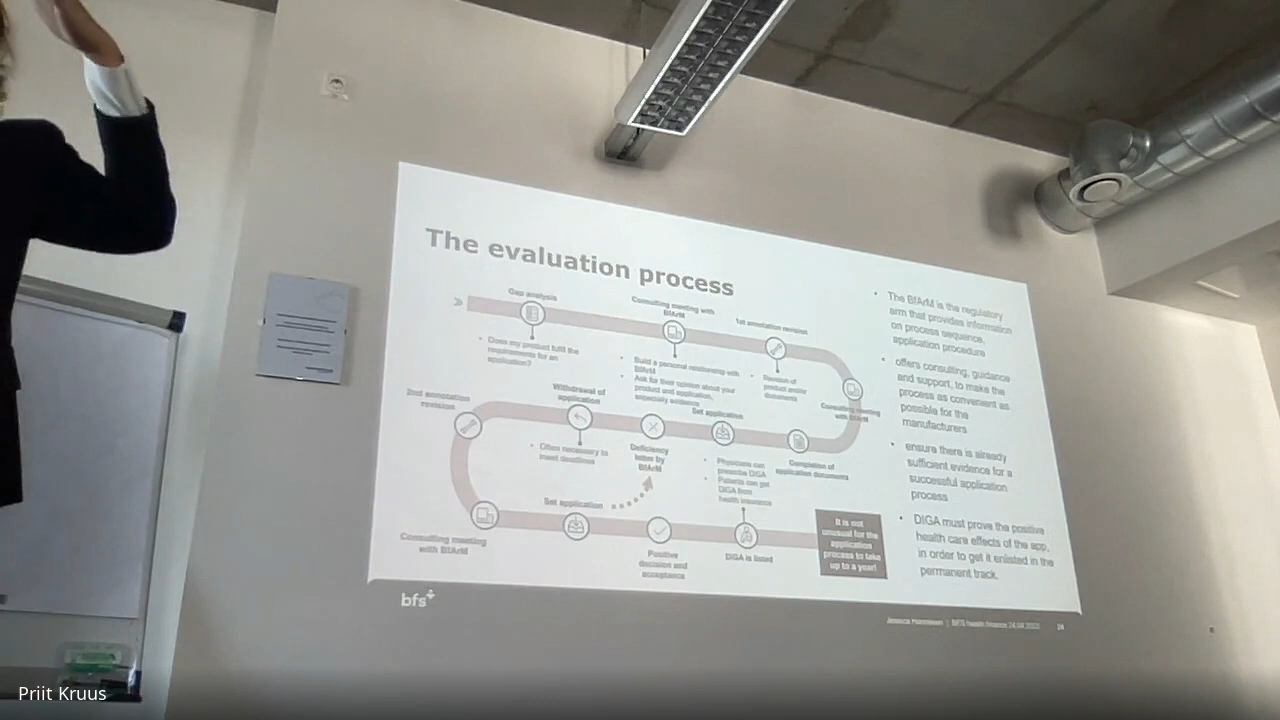 The evaluation process
Gap analysis
Does my product fulfil the
requirements for an
application?
Consulting meeting with
BfArM
Build a personal relationship with
BfArM
Ask for their opinion about your
product and application,
especially evidence
1st annotation revision
Revision of
product and/or
documents
Consulting meeting
with BfArM
Completion of
application documents
Set application
Physicians can
prescribe DiGA
Patients can get
DiGA from
health insurance
Deficiency
letter by
BfArM
Withdrawal of
application
Often necessary to
meet deadlines
2nd annotation
revision
Consulting meeting
with BfArM
Set application
Positive
decision and
acceptance
DiGA is listed
It is not
unusual for the
application
process to take
up to a year!
The BfArM is the regulatory
arm that provides information
on process sequence,
application procedure
offers consulting, guidance
and support, to make the
process as convenient as
possible for the
manufacturers
ensure there is already
sufficient evidence for a
successful application
process
DIGA must prove the positive
health care effects of the app,
in order to get it enlisted in the
permanent track.
bfs
BFS health finance
24
Priit Kruus